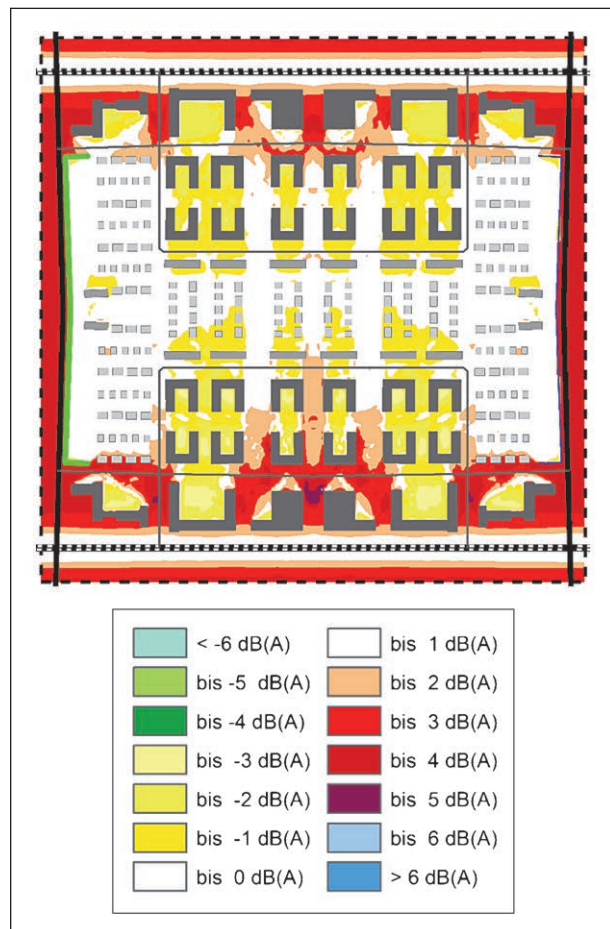 < -6 dB(A)
bis -5 dB(A)
bis -4 dB(A)
bis -3 dB(A)
bis -2 dB(A)
bis -1 dB(A)
bis 0 dB(A)
bis 1 dB(A)
bis 2 dB(A)
bis 3 dB(A)
bis 4 dB(A)
bis 5 dB(A)
bis 6 dB(A)
> 6 dB(A)